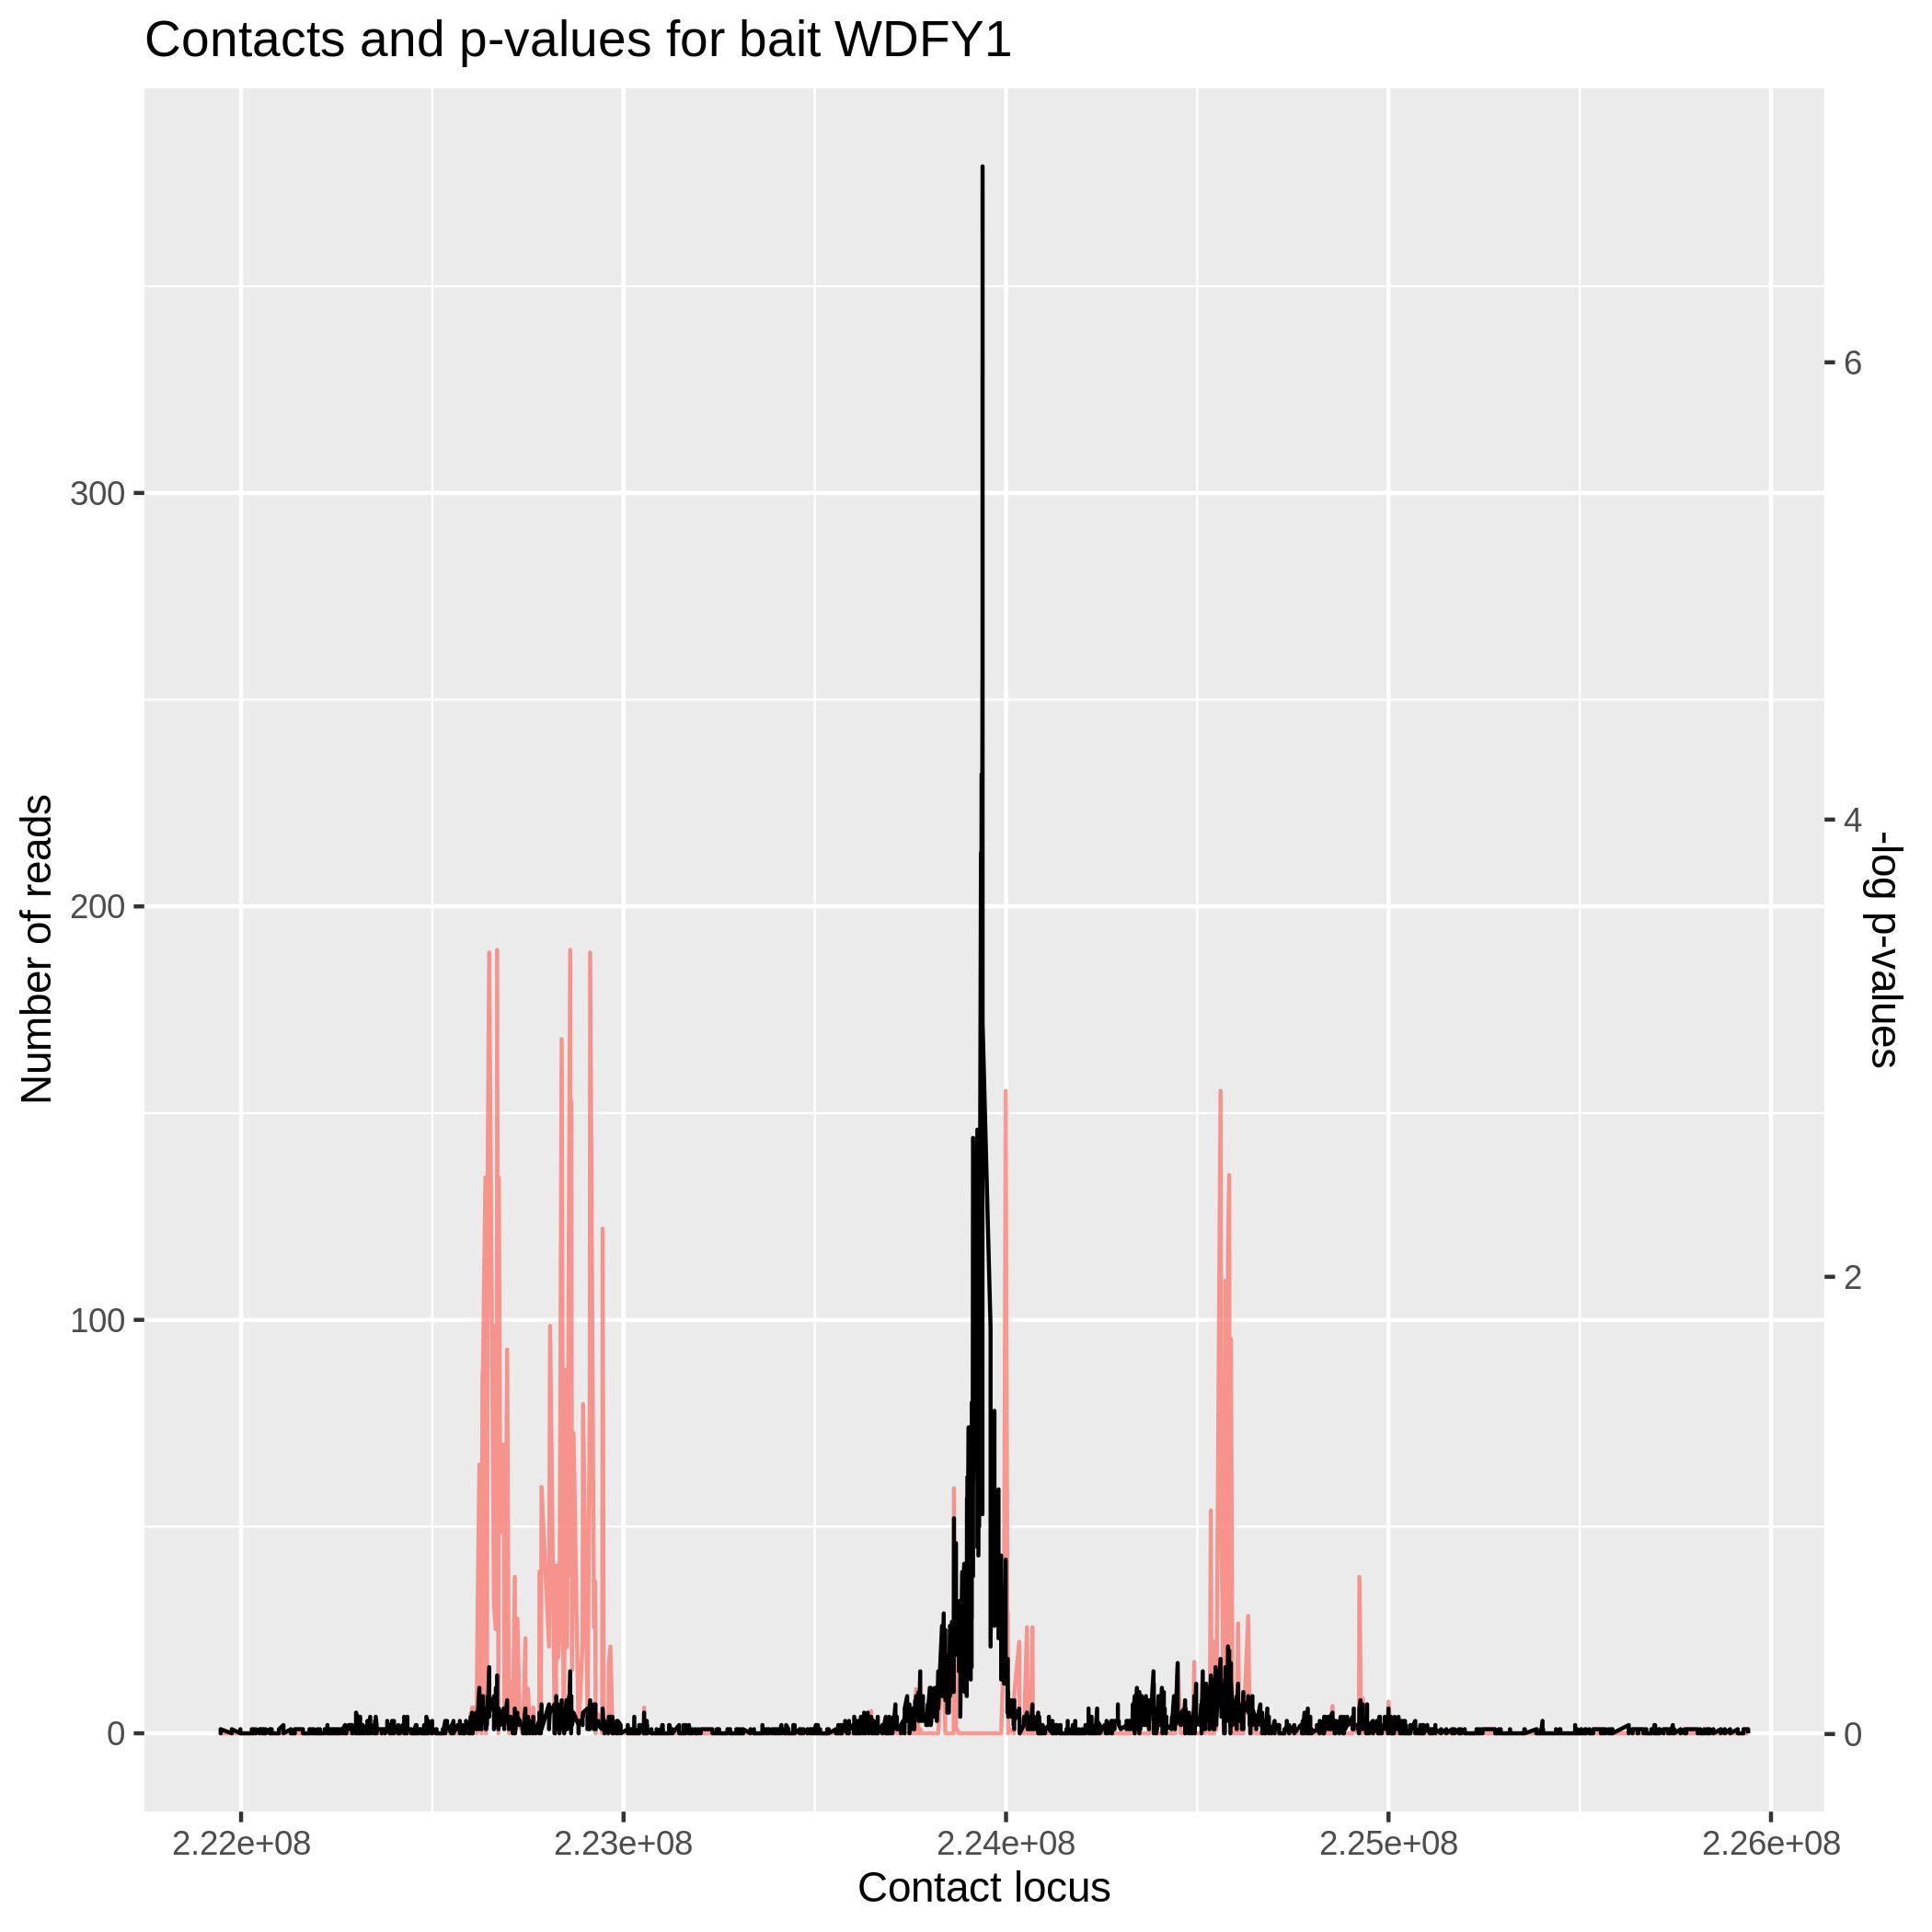 Contacts and p-values for bait WDFY1
Number of reads
300
200
100
0
6
4
2
0
-log p-values
2.22e+08
2.23e+08
2.24e+08
2.25e+08
2.26e+08
Contact locus